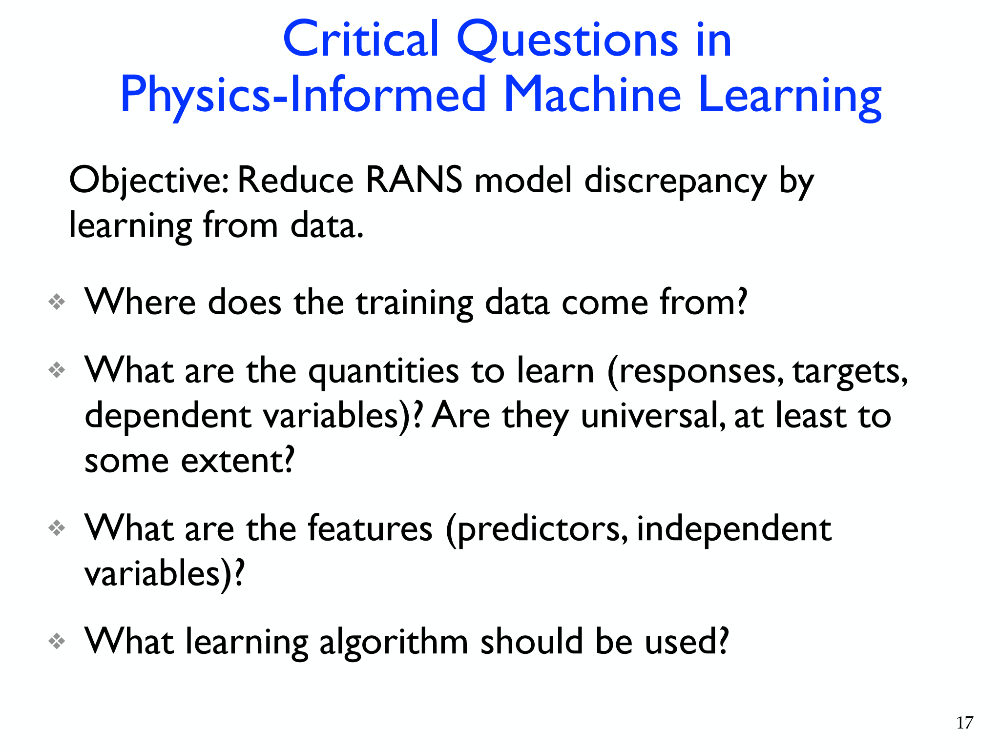 Critical Questions in
Physics-Informed Machine Learning
Objective: Reduce RANS model discrepancy by
learning from data.
❖ Where does the training data come from?
❖ What are the quantities to learn (responses, targets,
dependent variables)? Are they universal, at least to
some extent?
❖ What are the features (predictors, independent
variables)?
❖ What learning algorithm should be used?
17